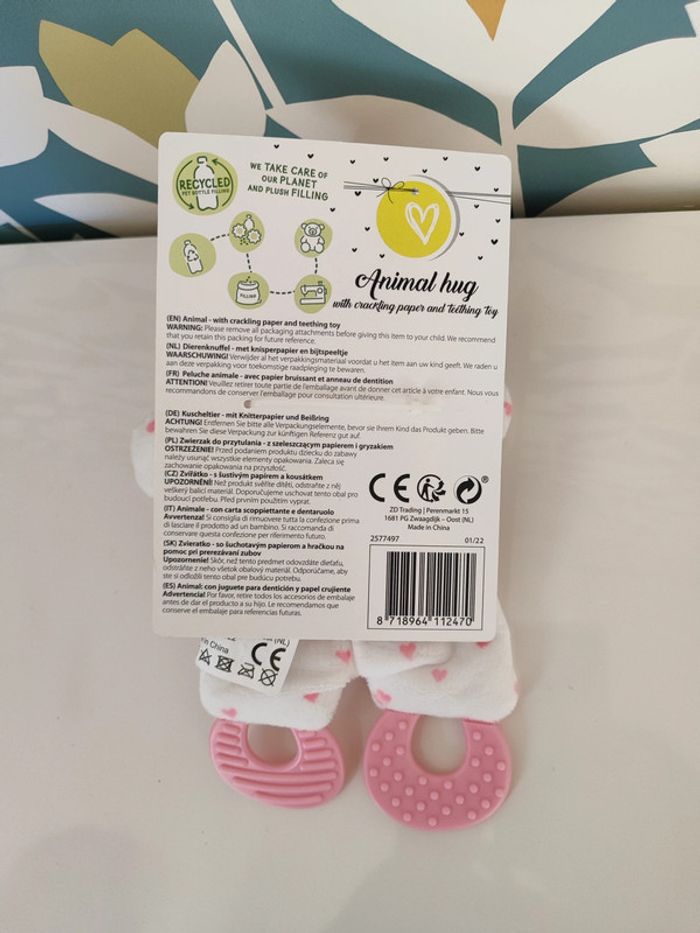 RECYCLED
PET BOTTLE FILLING
WE TAKE CARE OF
OUR PLANET
AND PLUSH FILLING
FILLING
Animal hug
with crackling paper and teething toy
(EN) Animal - with crackling paper and teething toy
WARNING: Please remove all packaging attachments before giving this item to your child. We recommend
that you retain this packing for future reference.
(NL) Dierenknuffel - met knisperpapier en bijtspeeltje
WAARSCHUWING! Verwijder al het verpakkingsmateriaal voordat u het item aan uw kind geeft. We raden u
aan deze verpakking voor toekomstige raadpleging te bewaren.
(FR) Peluche animale - avec papier bruissant et anneau de dentition
ATTENTION! Veuillez retirer toute partie de l'emballage avant de donner cet article à votre enfant. Nous vous
recommandons de conserver l'emballage pour consultation ultérieure.
(DE) Kuscheltier - mit Knitterpapier und Beißring
ACHTUNG! Entfernen Sie bitte alle Verpackungselemente, bevor sie ihrem Kind das Produkt geben. Bitte
bewahren Sie diese Verpackung zur künftigen Referenz gut auf.
(PL) Zwierzak do przytulania - z szeleszczącym papierem i gryzakiem
OSTRZEŻENIE! Przed podaniem produktu dziecku do zabawy
należy usunąć wszystkie elementy opakowania. Zaleca się
zachowanie opakowania na przyszłość.
(CZ) Zvířátko - s šustivým papírem a kousátkem
UPOZORNĚNÍ! Než produkt svěříte dítěti, odstraňte z něj
veškerý balicí materiál. Doporučujeme uschovat tento obal pro
budoucí potřebu. Před prvním použitím vyprat.
(IT) Animale - con carta scoppiettante e dentaruolo
Avvertenza! Si consiglia di rimuovere tutta la confezione prima
di lasciare il prodotto ad un bambino. Si raccomanda di
conservare questa confezione per riferimento futuro.
(SK) Zvieratko - so šuchotavým papierom a hračkou na
pomoc pri prerezávaní zubov
Upozornenie! Skôr, než tento predmet odovzdáte dieťaťu,
odstráňte z neho všetok obalový materiál. Odporúčame, aby
ste si odložili tento obal pre budúcu potrebu.
(ES) Animal: con juguete para dentición y papel crujiente
Advertencia! Por favor, retire todos los accesorios de embalaje
antes de dar el producto a su hijo. Le recomendamos que
conserve el embalaje para referencias futuras.
CE
ZD Trading | Perenmarkt 15
1681 PG Zwaagdijk - Oost (NL)
Made in China
2577497 01/22
8 718964 112470
(NL)
in China
CE